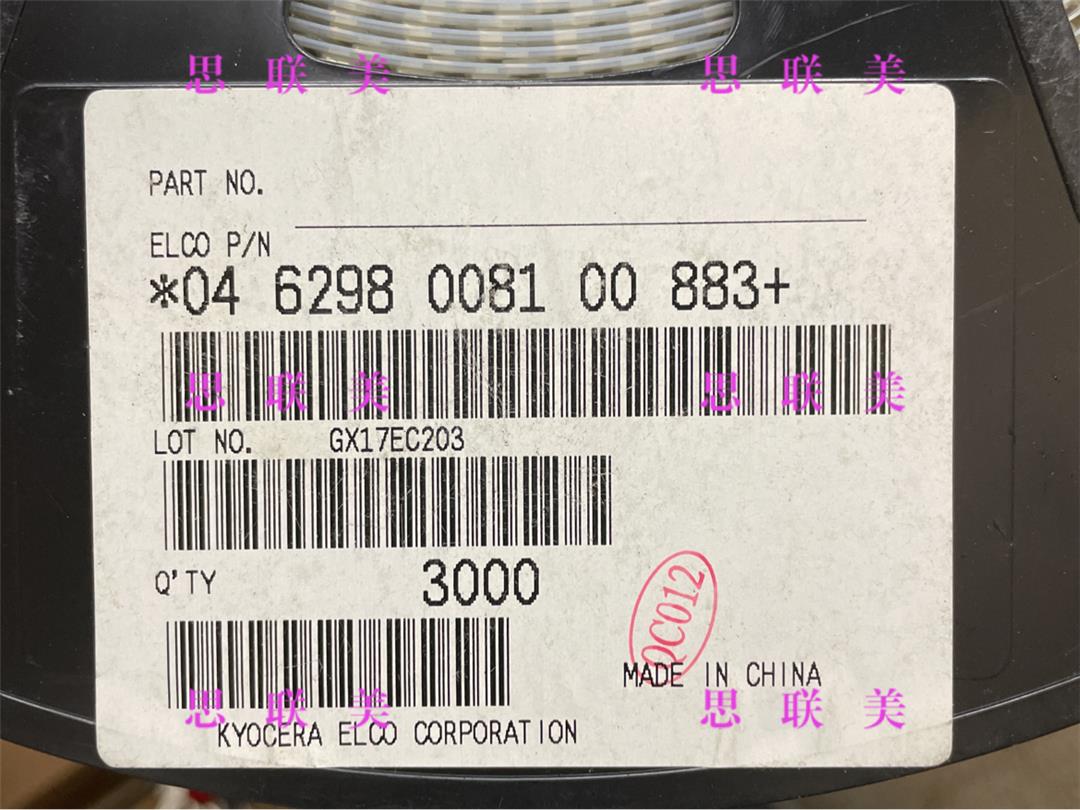 思联美 思联美
PART NO.
ELCO P/N
*04 6298 0081 00 883+
思联美 思联美
LOT NO. GX17EC203
Q'TY 3000
QC012
MADE IN CHINA
思联美 思联美
KYOCERA ELCO CORPORATION